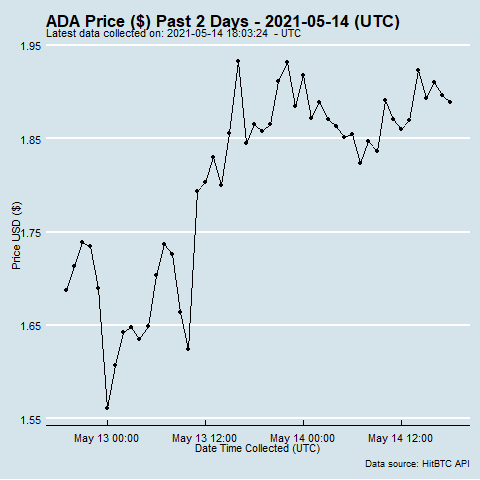 ADA Price ($) Past 2 Days - 2021-05-14 (UTC)
Latest data collected on: 2021-05-14 18:03:24  - UTC
1.95
1.85
1.75
1.65
1.55
Price USD ($)
May 13 00:00
May 13 12:00
May 14 00:00
May 14 12:00
Date Time Collected (UTC)
Data source: HitBTC API